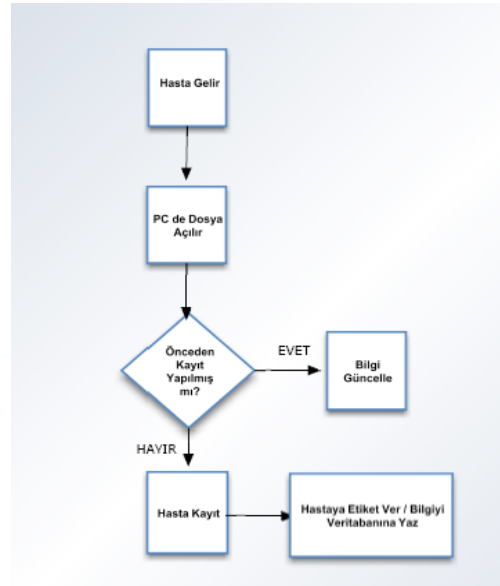 Hasta Gelir
PC de Dosya
Açılır
Önceden
Kayıt
Yapılmış
mı?
EVET
Bilgi
Güncelle
HAYIR
Hasta Kayıt
Hastaya Etiket Ver / Bilgiyi
Veritabanına Yaz